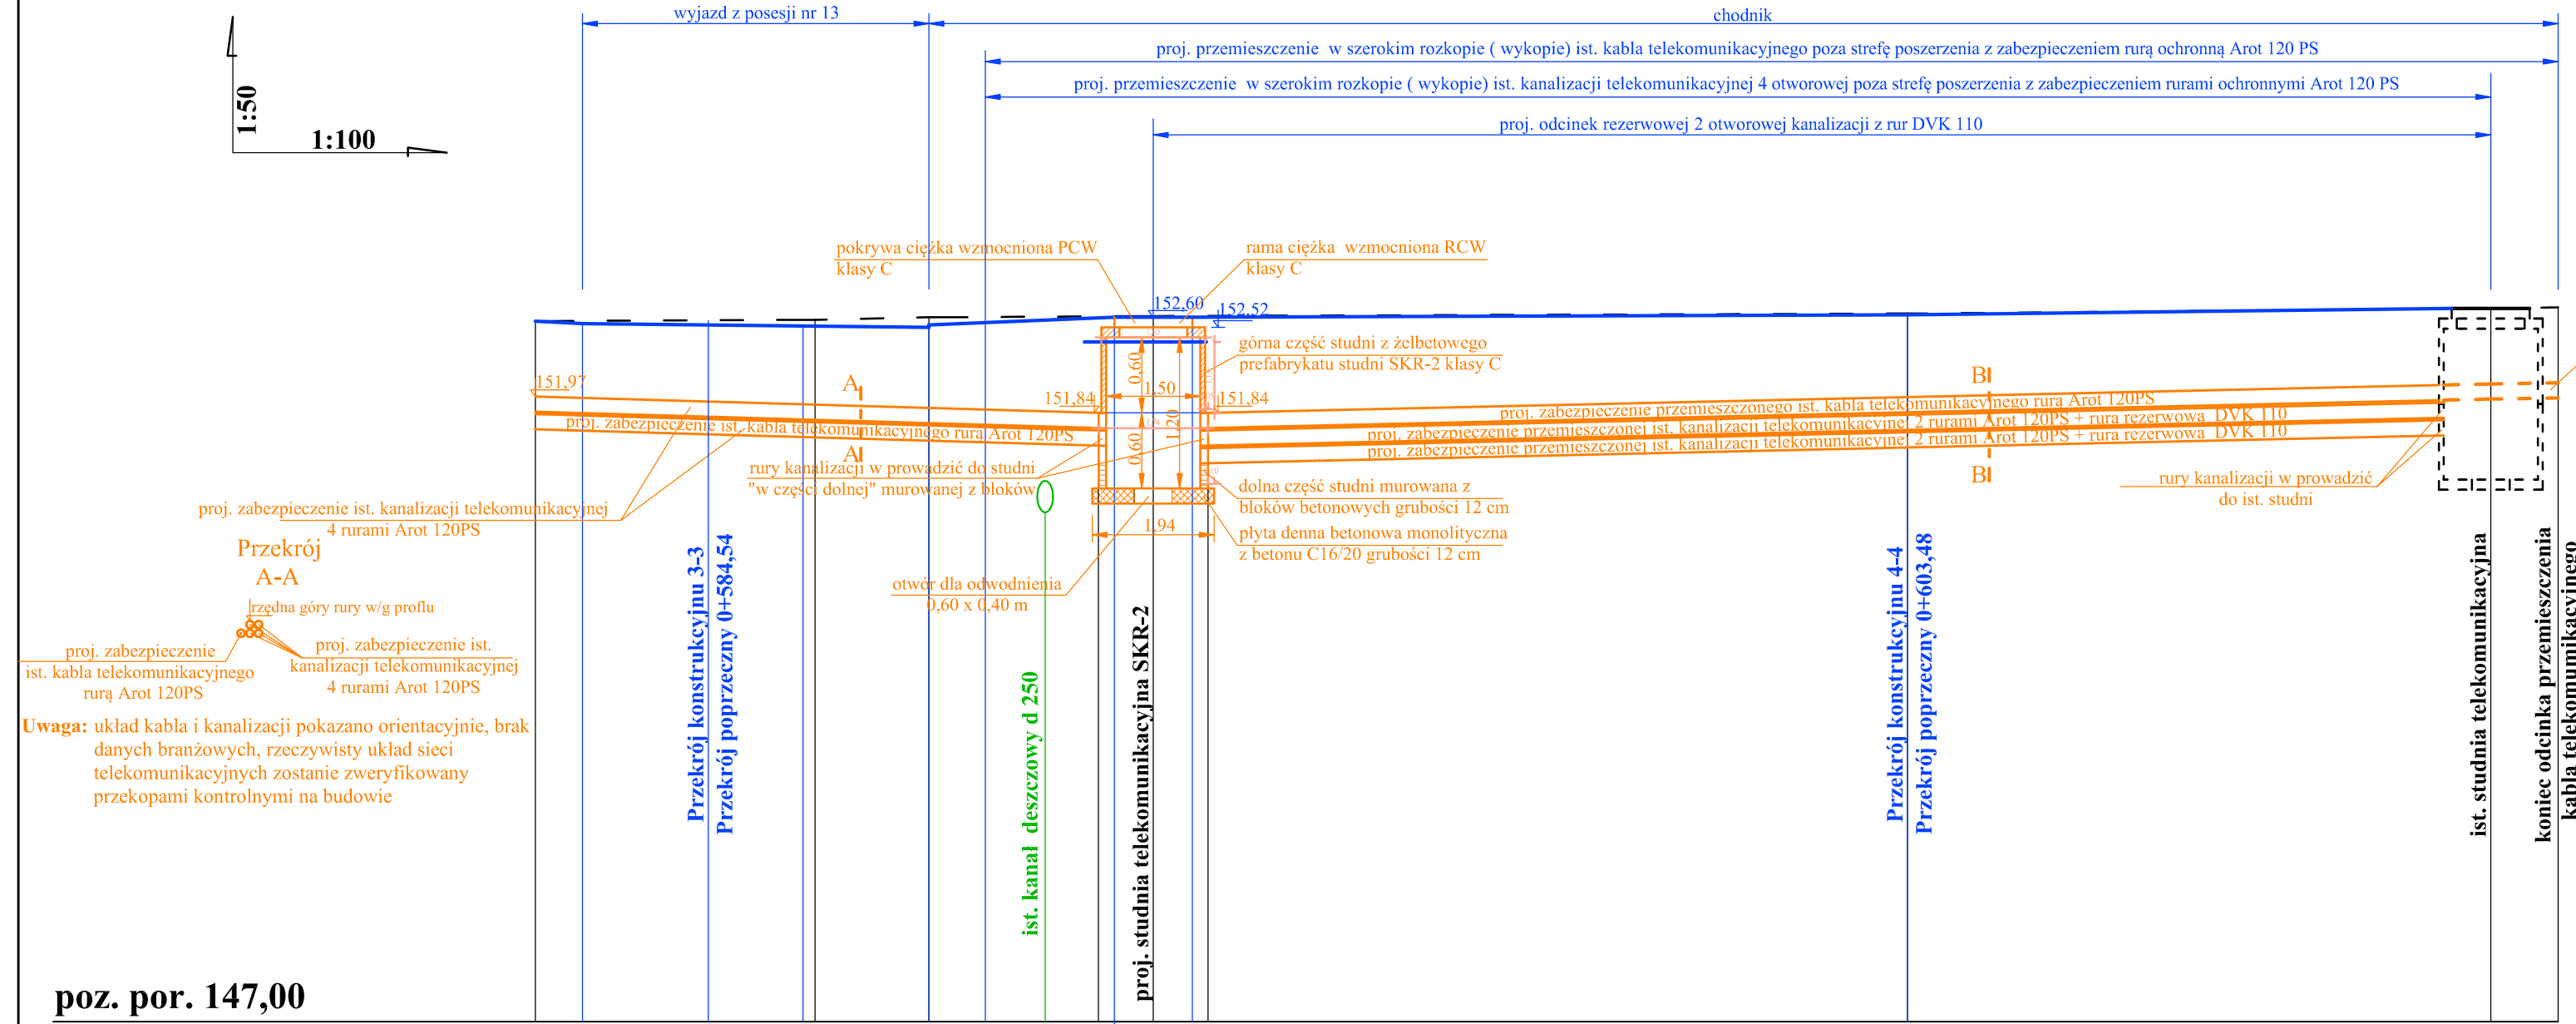 wyjazd z posesji nr 13
chodnik
proj. przemieszczenie w szerokim rozkopie ( wykopie) ist. kabla telekomunikacyjnego poza strefę poszerzenia z zabezpieczeniem rurą ochronną Arot 120 PS
proj. przemieszczenie w szerokim rozkopie ( wykopie) ist. kanalizacji telekomunikacyjnej 4 otworowej poza strefę poszerzenia z zabezpieczeniem rurami ochronnymi Arot 120 PS
proj. odcinek rezerwowej 2 otworowej kanalizacji z rur DVK 110
1:50
1:100
pokrywa ciężka wzmocniona PCW
klasy C
rama ciężka wzmocniona RCW
klasy C
152,60
152,52
górna część studni z żelbetowego
prefabrykatu studni SKR-2 klasy C
0,60
1,50
1,20
0,60
151,97
151,84
151,84
A
A
B
B
proj. zabezpieczenie ist. kabla telekomunikacyjnego rurą Arot 120PS
proj. zabezpieczenie przemieszczonego ist. kabla telekomunikacyjnego rura Arot 120PS
proj. zabezpieczenie przemieszczonej ist. kanalizacji telekomunikacyjnej 2 rurami Arot 120PS + rura rezerwowa DVK 110
proj. zabezpieczenie przemieszczonej ist. kanalizacji telekomunikacyjnej 2 rurami Arot 120PS + rura rezerwowa DVK 110
rury kanalizacji w prowadzić do studni
"w części dolnej" murowanej z bloków
rury kanalizacji w prowadzić
do ist. studni
dolna część studni murowana z
bloków betonowych grubości 12 cm
płyta denna betonowa monolityczna
z betonu C16/20 grubości 12 cm
1,94
otwór dla odwodnienia
0,60 x 0,40 m
proj. zabezpieczenie ist. kanalizacji telekomunikacyjnej
4 rurami Arot 120PS
Przekrój
A-A
rzędna góry rury w/g proflu
proj. zabezpieczenie
ist. kabla telekomunikacyjnego
rurą Arot 120PS
proj. zabezpieczenie ist.
kanalizacji telekomunikacyjnej
4 rurami Arot 120PS
Uwaga: układ kabla i kanalizacji pokazano orientacyjnie, brak
danych branżowych, rzeczywisty układ sieci
telekomunikacyjnych zostanie zweryfikowany
przekopami kontrolnymi na budowie
Przekrój konstrukcyjnu 3-3
Przekrój poprzeczny 0+584,54
ist. kanał deszczowy d 250
proj. studnia telekomunikacyjna SKR-2
Przekrój konstrukcyjnu 4-4
Przekrój poprzeczny 0+603,48
ist. studnia telekomunikacyjna
koniec odcinka przemieszczenia
kabla telekomunikacyjnego
poz. por. 147,00